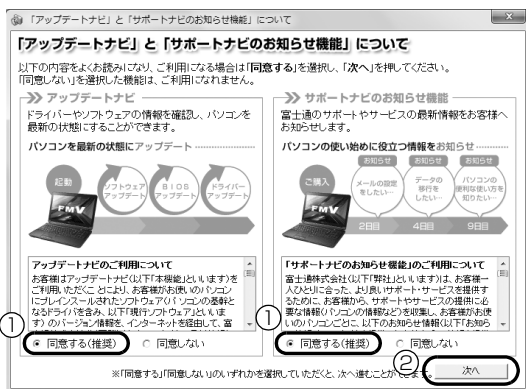 「アップデートナビ」と「サポートナビのお知らせ機能」について
「アップデートナビ」と「サポートナビのお知らせ機能」について
以下の内容をよくお読みになり、ご利用になる場合は「同意する」を選択し、「次へ」を押してください。
「同意しない」を選択した機能は、ご利用になれません。
アップデートナビ
ドライバーやソフトウェアの情報を確認し、パソコンを
最新の状態にすることができます。
パソコンを最新の状態にアップデート
起動
ソフトウェア
アップデート
BIOS
アップデート
ドライバー
アップデート
FMV
アップデートナビのご利用について
お客様はアップデートナビ(以下「本機能」といいます)を
ご利用いただくことにより、お客様がお使いのパソコン
にプレインストールされたソフトウェア(パソコンの基幹と
なるドライバを含み、以下「現行ソフトウェア」といいま
す)のバージョン情報を、インターネットを経由して、富
①
同意する(推奨)
同意しない
サポートナビのお知らせ機能
富士通のサポートやサービスの最新情報をお客様へ
お知らせします。
パソコンの使い始めに役立つ情報をお知らせ
ご購入
お知らせ
メールの設定
をしたい…
2日目
お知らせ
データの
移行を
したい…
4日目
お知らせ
パソコンの
便利な使い方を
知りたい…
9日目
FMV
「サポートナビのお知らせ機能」のご利用について
富士通株式会社(以下「弊社」といいます)は、お客様一
人ひとりに合った、より良いサポート・サービスを提供す
るために、お客様から、サポートやサービスの提供に必
要な情報(パソコンの情報など)を収集し、お客様がお使
いのパソコンごとに、以下のお知らせ情報(以下「お知ら
①
同意する(推奨)
同意しない
※「同意する」「同意しない」のいずれかを選択していただくと、次へ進むことができます。
②
次へ